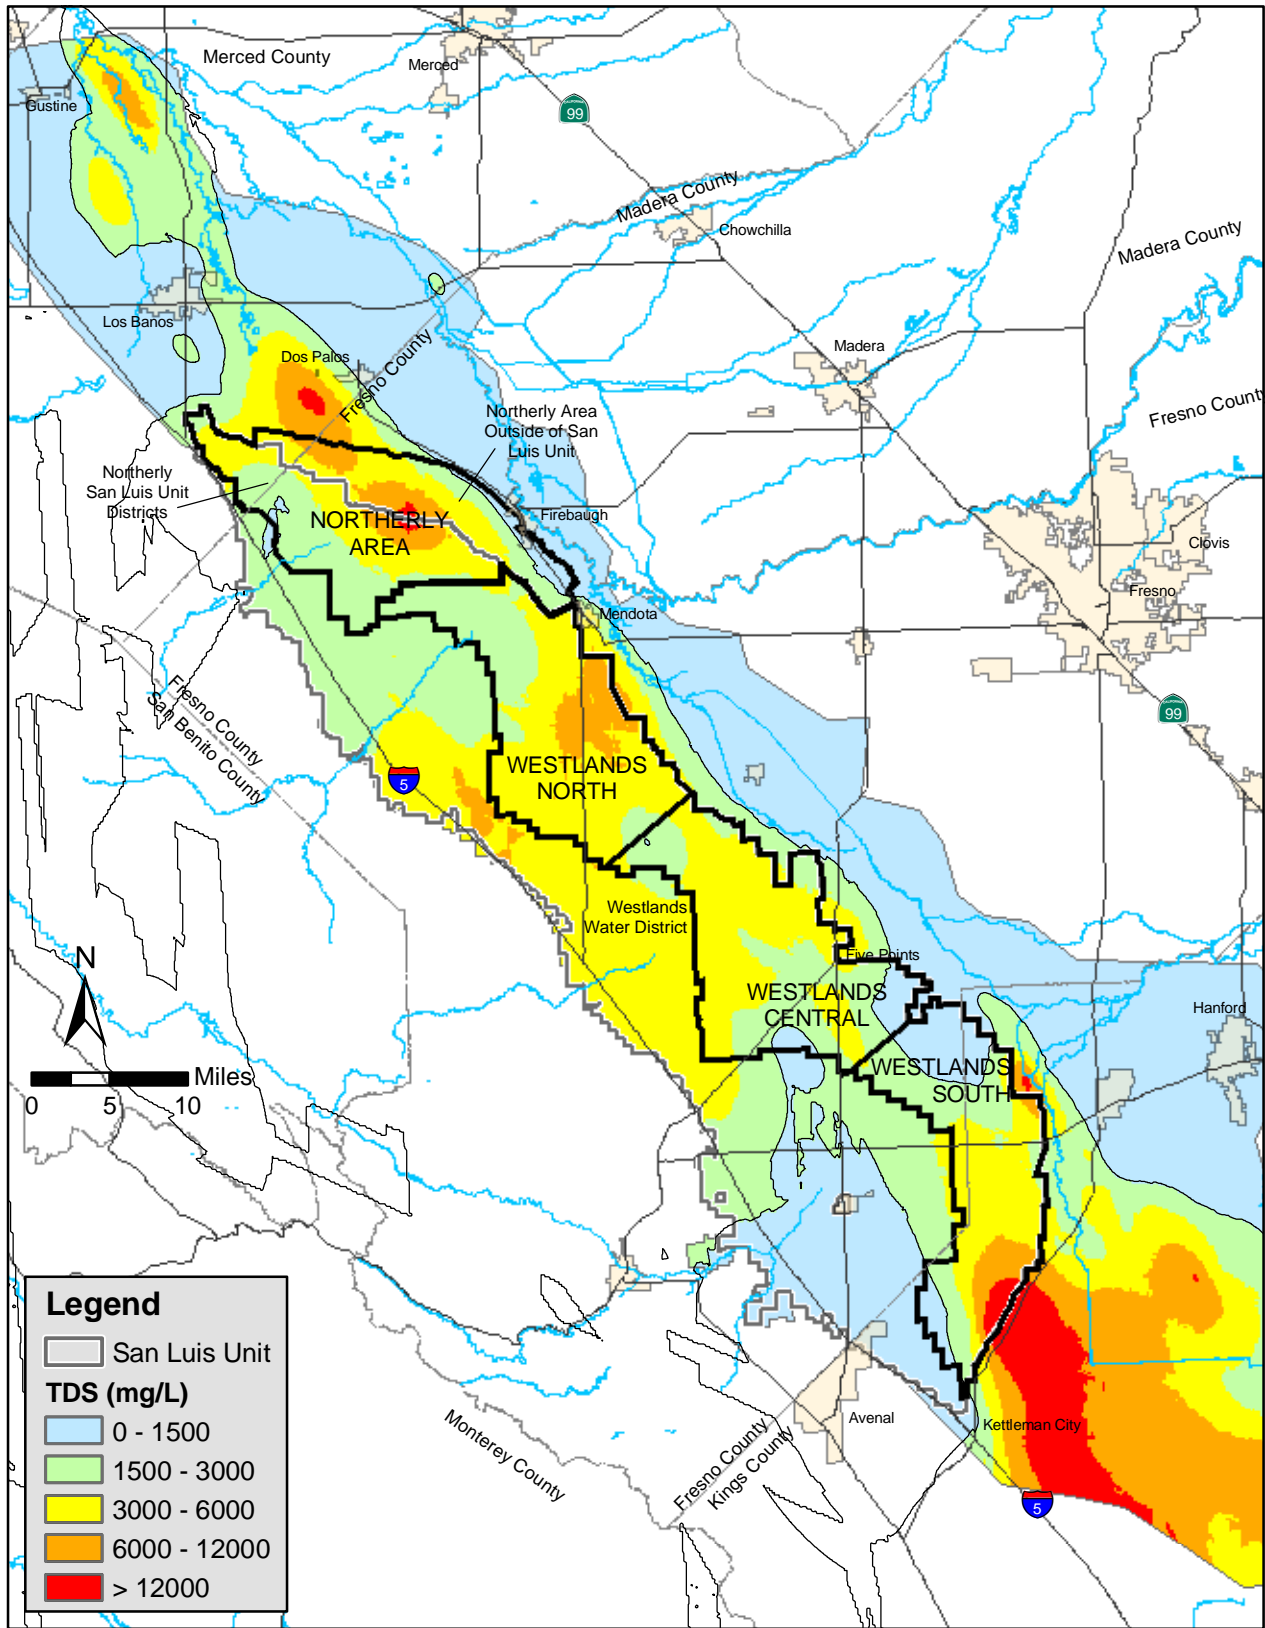 Merced County
Merced
Gustine
CALIFORNIA
99
Madera County
Chowchilla
Madera County
Los Banos
Dos Palos
Fresno County
Madera
Fresno County
Northerly Area
Outside of San
Luis Unit
Northerly
San Luis Unit
Districts
NORTHERLY
AREA
Firebaugh
Clovis
Fresno
Mendota
Fresno County
San Benito County
CALIFORNIA
99
5
WESTLANDS
NORTH
Westlands
Water District
Five Points
WESTLANDS
CENTRAL
Hanford
N
Miles
0 5 10
WESTLANDS
SOUTH
Legend
San Luis Unit
TDS (mg/L)
0 - 1500
1500 - 3000
3000 - 6000
6000 - 12000
> 12000
Monterey County
Avenal
Kettleman City
Fresno County
Kings County
5